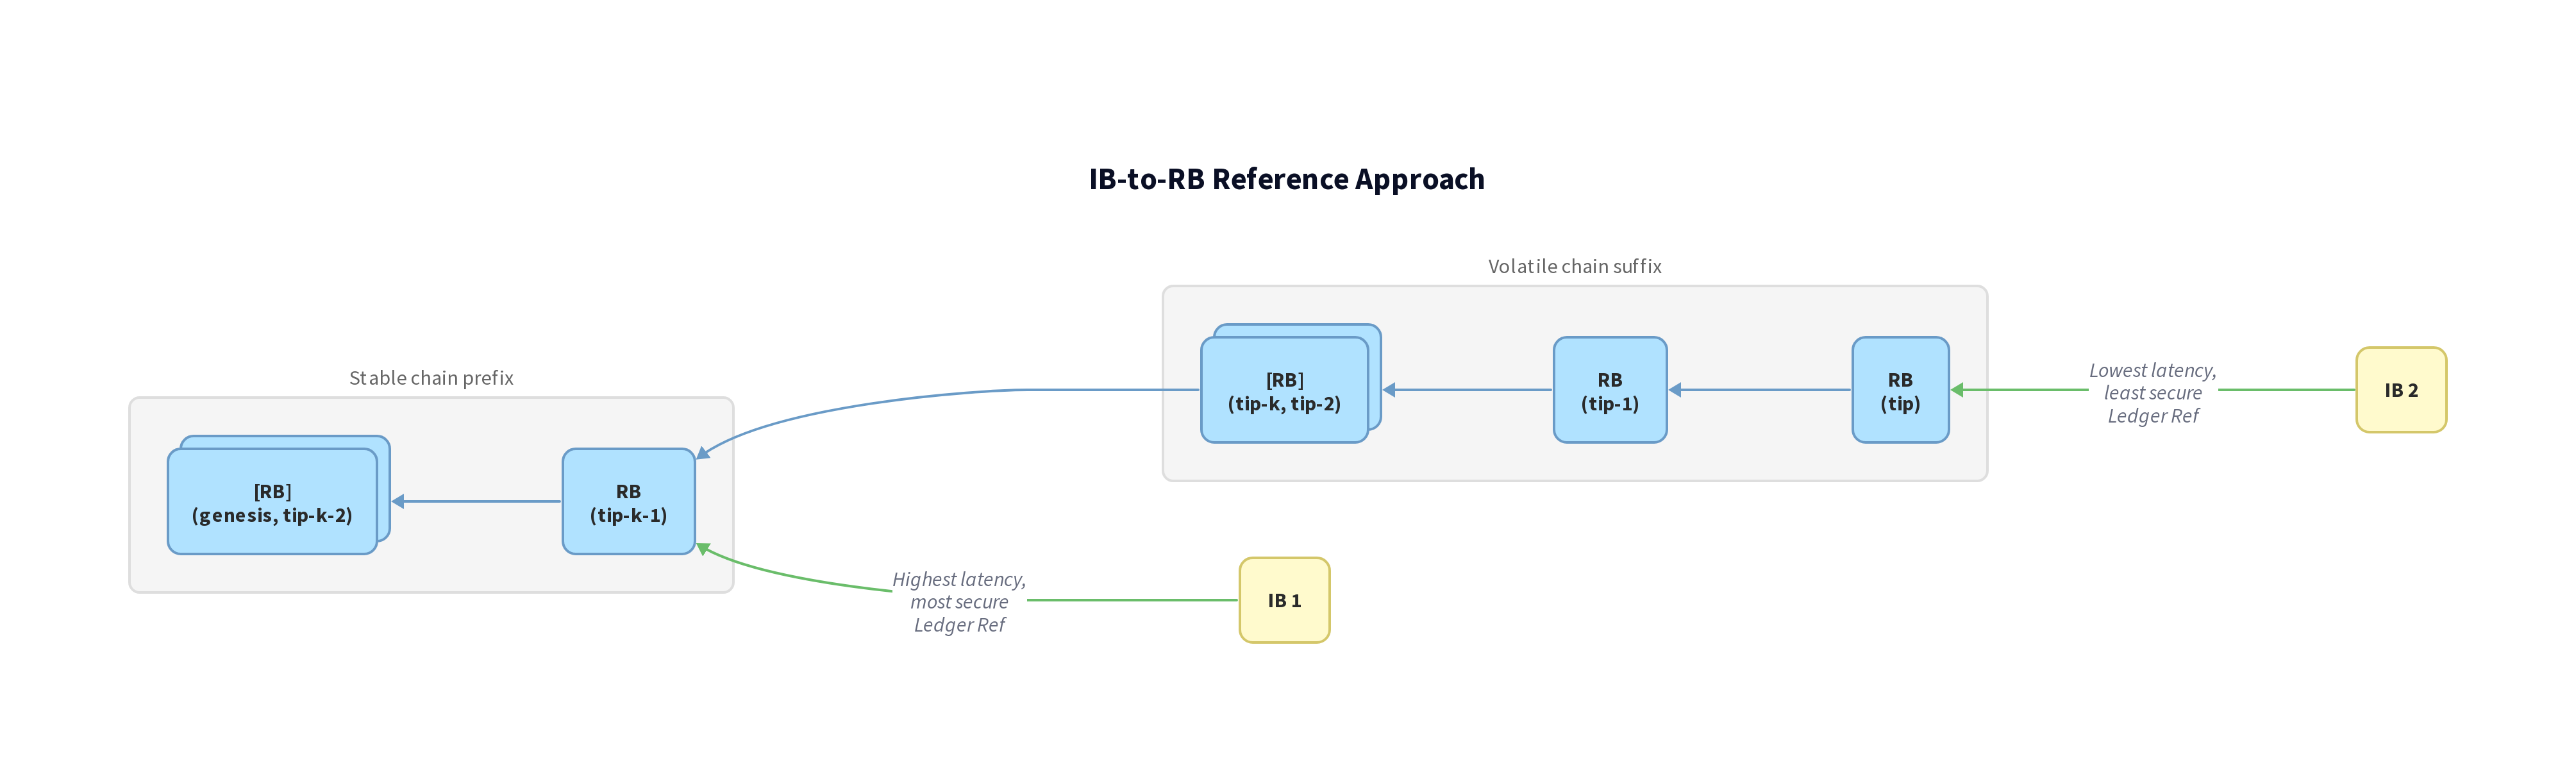 IB-to-RB Reference Approach
Volatile chain suffix
Stable chain prefix
[RB]
(tip-k, tip-2)
RB
(tip-1)
RB
(tip)
Lowest latency,
least secure
Ledger Ref
IB 2
[RB]
(genesis, tip-k-2)
RB
(tip-k-1)
Highest latency,
most secure
Ledger Ref
IB 1